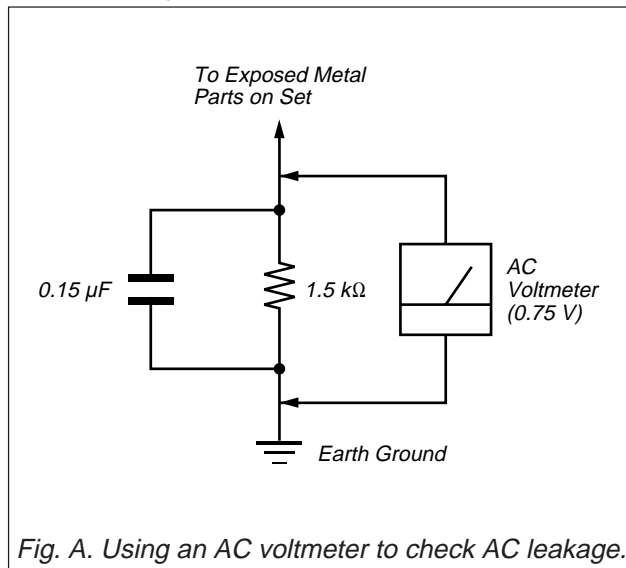 To Exposed Metal
Parts on Set
0.15 µF
1.5 kΩ
AC
Voltmeter
(0.75 V)
Earth Ground
Fig. A. Using an AC voltmeter to check AC leakage.